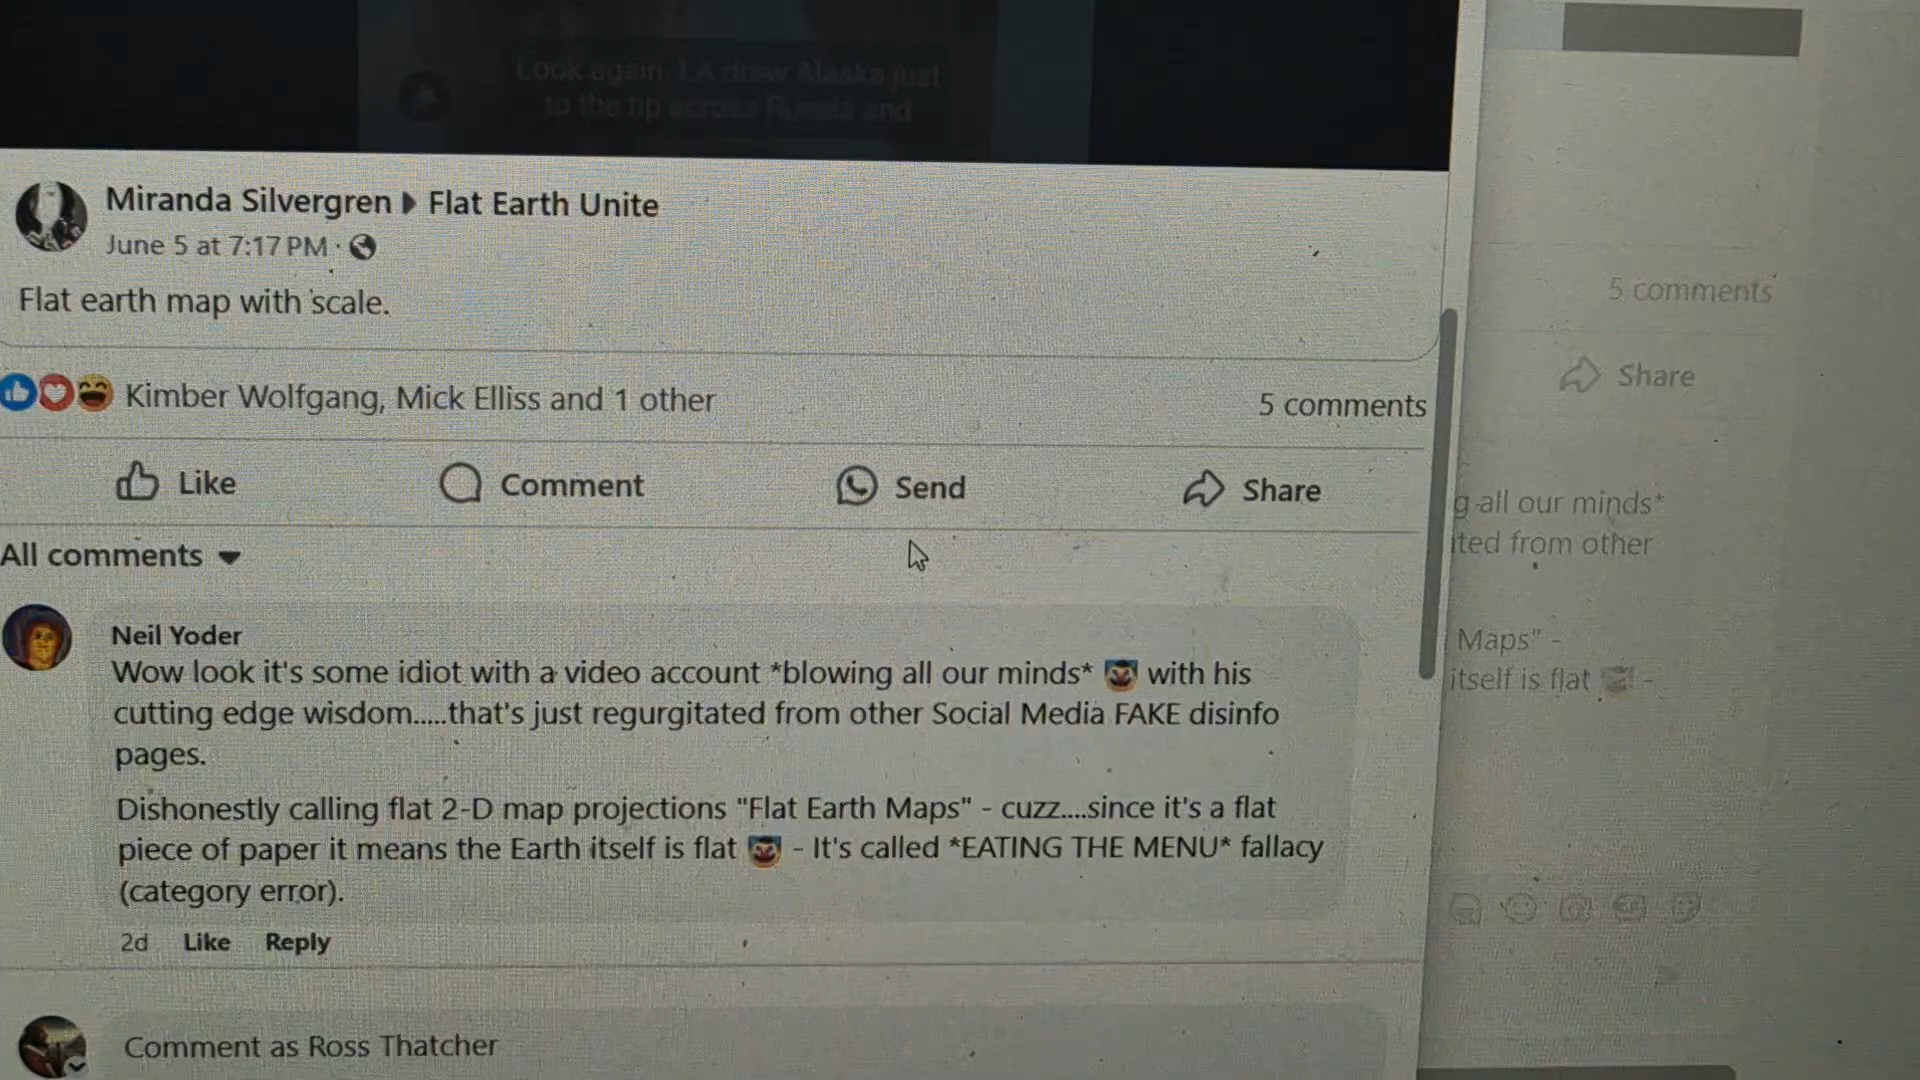 Look again. LA drew Alaska just
to the tip across Russia and
Miranda Silvergren Flat Earth Unite
June 5 at 7:17 PM ·
Flat earth map with scale.
Kimber Wolfgang, Mick Elliss and 1 other
5 comments
Like
Comment
Send
Share
All comments
Neil Yoder
Wow look it's some idiot with a video account *blowing all our minds* with his
cutting edge wisdom.....that's just regurgitated from other Social Media FAKE disinfo
pages.
Dishonestly calling flat 2-D map projections "Flat Earth Maps" - cuzz....since it's a flat
piece of paper it means the Earth itself is flat - It's called *EATING THE MENU* fallacy
(category error).
2d Like Reply
Comment as Ross Thatcher
5 comments
Share
g all our minds*
ted from other
Maps" -
itself is flat -